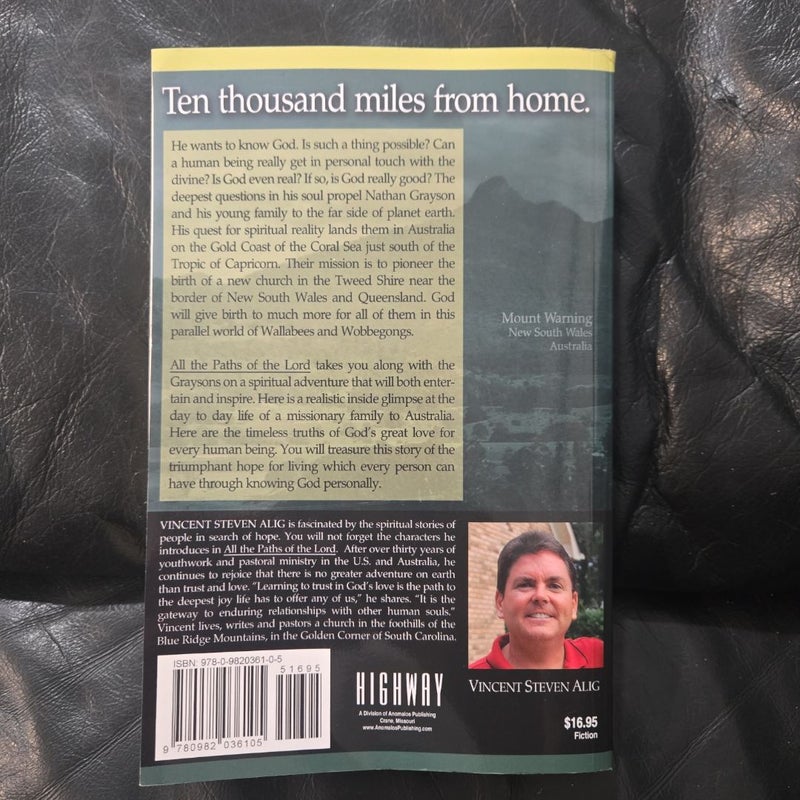 Ten thousand miles from home.
He wants to know God. Is such a thing possible? Can
a human being really get in personal touch with the
divine? Is God even real? If so, is God really good? The
deepest questions in his soul propel Nathan Grayson
and his young family to the far side of planet earth.
His quest for spiritual reality lands them in Australia
on the Gold Coast of the Coral Sea just south of the
Tropic of Capricorn. Their mission is to pioneer the
birth of a new church in the Tweed Shire near the
border of New South Wales and Queensland. God
will give birth to much more for all of them in this
parallel world of Wallabees and Wobbegongs.
Mount Warning
New South Wales
Australia
All the Paths of the Lord takes you along with the
Graysons on a spiritual adventure that will both enter-
tain and inspire. Here is a realistic inside glimpse at the
day to day life of a missionary family to Australia.
Here are the timeless truths of God's great love for
every human being. You will treasure this story of the
triumphant hope for living which every person can
have through knowing God personally.
VINCENT STEVEN ALIG is fascinated by the spiritual stories of
people in search of hope. You will not forget the characters he
introduces in All the Paths of the Lord. After over thirty years of
youthwork and pastoral ministry in the U.S. and Australia, he
continues to rejoice that there is no greater adventure on earth
than trust and love. "Learning to trust in God's love is the path to
the deepest joy life has to offer any of us," he shares. "It is the
gateway to enduring relationships with other human souls."
Vincent lives, writes and pastors a church in the foothills of the
Blue Ridge Mountains, in the Golden Corner of South Carolina.
VINCENT STEVEN ALIG
ISBN: 978-0-9820361-0-5
51695
9 780982 036105
HIGHWAY
A Division of Anomalos Publishing
Crane, Missouri
www.AnomalosPublishing.com
$16.95
Fiction